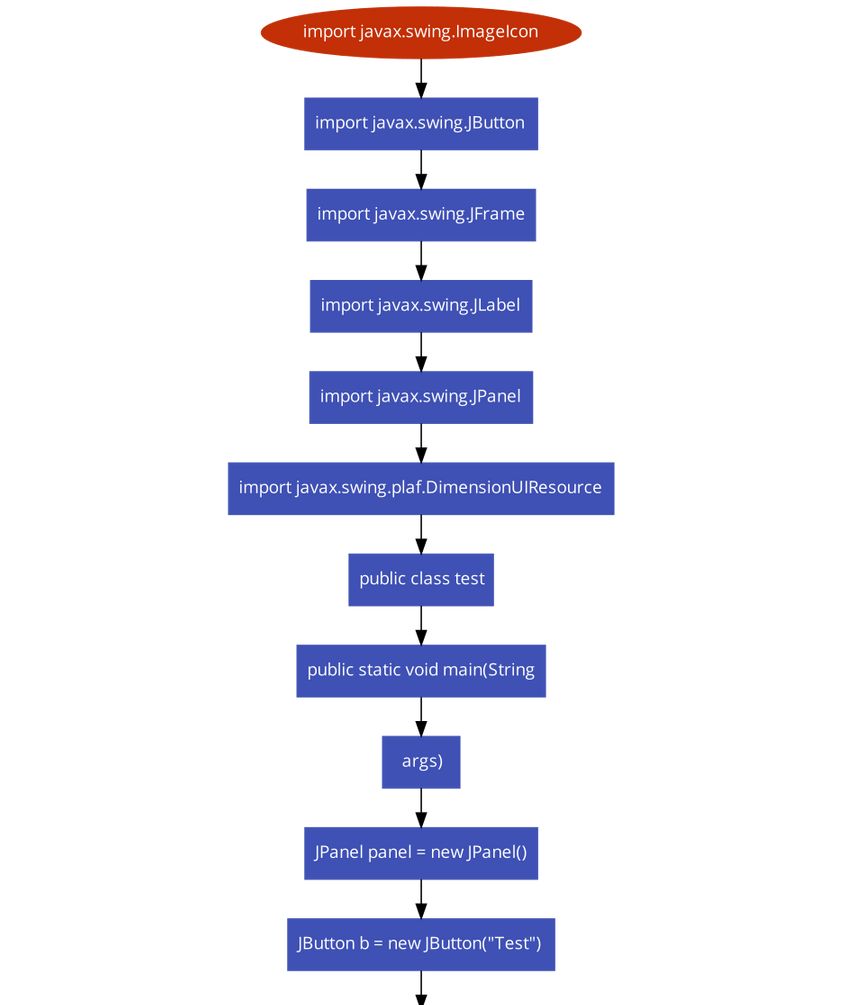 import javax.swing.ImageIcon
import javax.swing.JButton
import javax.swing.JFrame
import javax.swing.JLabel
import javax.swing.JPanel
import javax.swing.plaf.DimensionUIResource
public class test
public static void main(String
args)
JPanel panel = new JPanel()
JButton b = new JButton("Test")